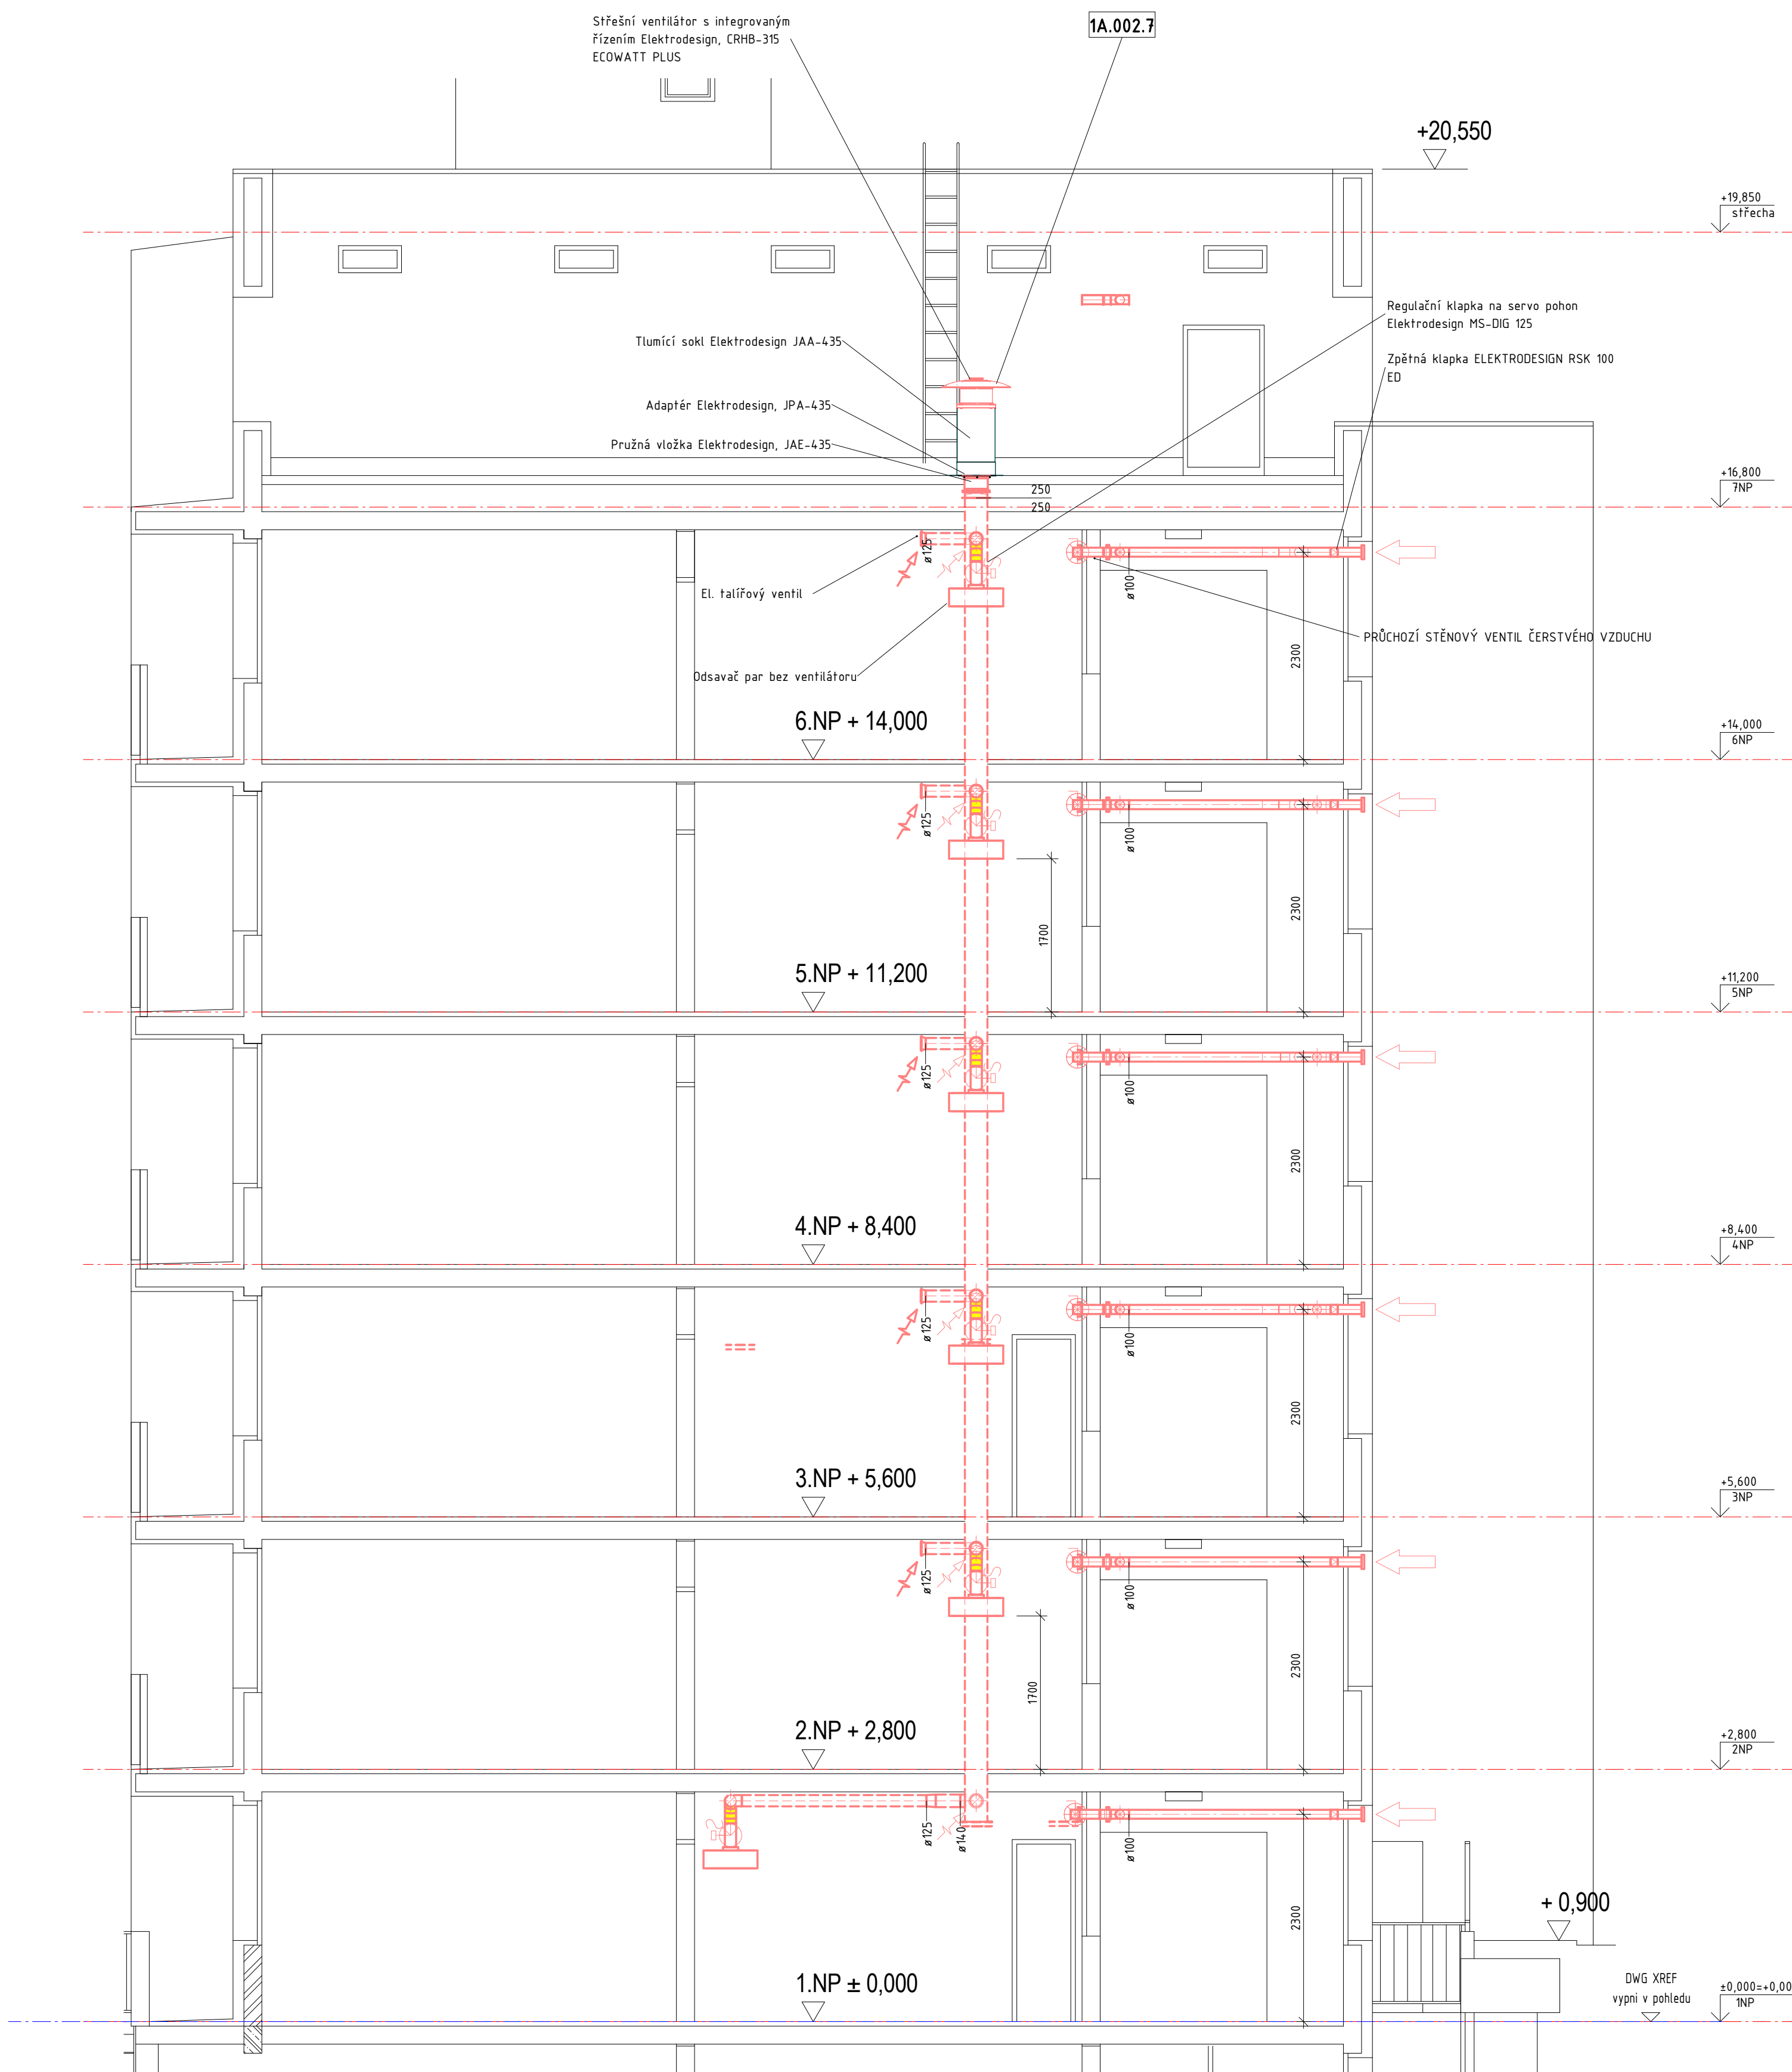 Střešní ventilátor s integrovaným
řízením Elektrodesign, CRHB-315
ECOWATT PLUS
1A.002.7
+20,550
+19,850
střecha
Regulační klapka na servo pohon
Elektrodesign MS-DIG 125
Tlumící sokl Elektrodesign JAA-435
Zpětná klapka ELEKTRODESIGN RSK 100
ED
Adaptér Elektrodesign, JPA-435
Pružná vložka Elektrodesign, JAE-435
+16,800
7NP
250
250
ø125
ø100
El. talířový ventil
PRŮCHOZÍ STĚNOVÝ VENTIL ČERSTVÉHO VZDUCHU
2300
Odsavač par bez ventilátoru
6.NP + 14,000
+14,000
6NP
ø125
ø100
2300
1700
5.NP + 11,200
+11,200
5NP
ø125
ø100
2300
4.NP + 8,400
+8,400
4NP
ø125
ø100
2300
3.NP + 5,600
+5,600
3NP
ø125
ø100
2300
1700
2.NP + 2,800
+2,800
2NP
ø125
ø140
ø100
2300
+ 0,900
1.NP ± 0,000
DWG XREF
vypni v pohledu
±0,000=+0,00
1NP